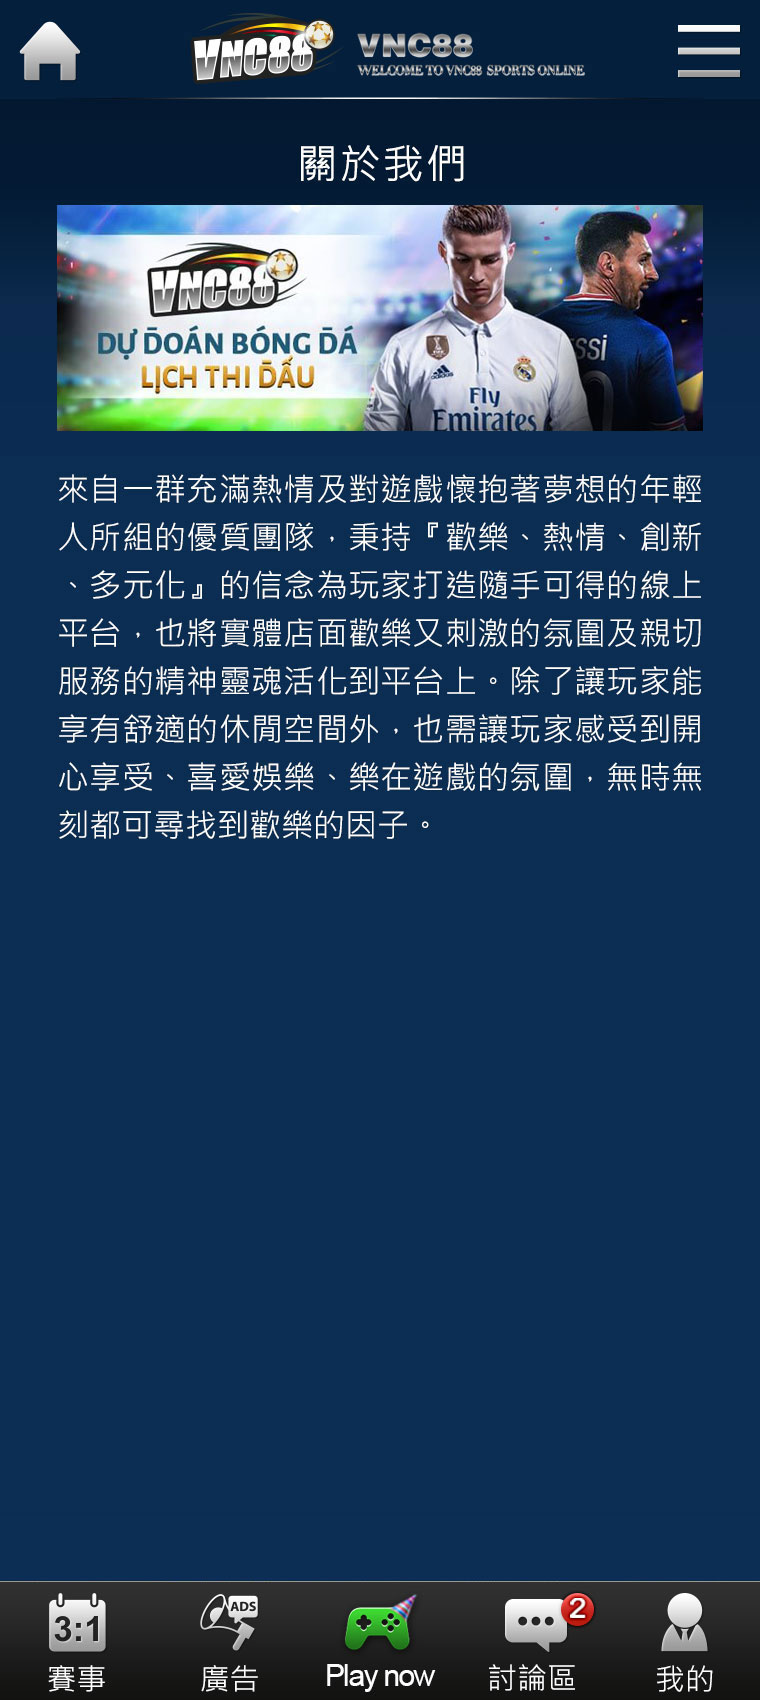 VNC88
VNC88
WELCOME TO VNC88 SPORTS ONLINE
關於我們
VNC88
DỰ ĐOÁN BÓNG ĐÁ
LỊCH THI ĐẤU
Fly
Emirates
SSI
來自一群充滿熱情及對遊戲懷抱著夢想的年輕
人所組的優質團隊，秉持『歡樂、熱情、創新
、多元化』的信念為玩家打造隨手可得的線上
平台，也將實體店面歡樂又刺激的氛圍及親切
服務的精神靈魂活化到平台上。除了讓玩家能
享有舒適的休閒空間外，也需讓玩家感受到開
心享受、喜愛娛樂、樂在遊戲的氛圍，無時無
刻都可尋找到歡樂的因子。
3:1
ADS
2
賽事
廣告
Play now
討論區
我的